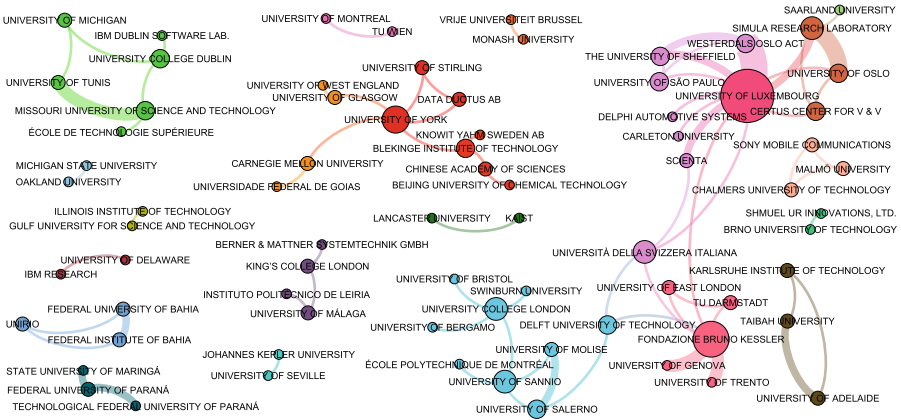 SAARLAND UNIVERSITY
UNIVERSITY OF MICHIGAN
UNIVERSITY OF MONTREAL
VRIJE UNIVERSITEIT BRUSSEL
SIMULA RESEARCH LABORATORY
TU WIEN
IBM DUBLIN SOFTWARE LAB.
MONASH UNIVERSITY
WESTERDALS OSLO ACT
UNIVERSITY COLLEGE DUBLIN
THE UNIVERSITY OF SHEFFIELD
UNIVERSITY OF STIRLING
UNIVERSITY OF OSLO
UNIVERSITY OF TUNIS
UNIVERSITY OF WEST ENGLAND
UNIVERSITY OF SÃO PAULO
UNIVERSITY OF GLASGOW
DATA DUCTUS AB
UNIVERSITY OF LUXEMBOURG
MISSOURI UNIVERSITY OF SCIENCE AND TECHNOLOGY
CERTUS CENTER FOR V & V
DELPHI AUTOMOTIVE SYSTEMS
UNIVERSITY OF YORK
ÉCOLE DE TECHNOLOGIE SUPÉRIEURE
KNOWIT YAHM SWEDEN AB
CARLETON UNIVERSITY
SONY MOBILE COMMUNICATIONS
BLEKINGE INSTITUTE OF TECHNOLOGY
SCIENTA
MICHIGAN STATE UNIVERSITY
CARNEGIE MELLON UNIVERSITY
CHINESE ACADEMY OF SCIENCES
MALMÖ UNIVERSITY
OAKLAND UNIVERSITY
UNIVERSIDADE FEDERAL DE GOIAS
BEIJING UNIVERSITY OF CHEMICAL TECHNOLOGY
CHALMERS UNIVERSITY OF TECHNOLOGY
ILLINOIS INSTITUTE OF TECHNOLOGY
SHMUEL UR INNOVATIONS, LTD.
LANCASTER UNIVERSITY
KAIST
GULF UNIVERSITY FOR SCIENCE AND TECHNOLOGY
BRNO UNIVERSITY OF TECHNOLOGY
BERNER & MATTNER SYSTEMTECHNIK GMBH
UNIVERSITÀ DELLA SVIZZERA ITALIANA
UNIVERSITY OF DELAWARE
KING'S COLLEGE LONDON
KARLSRUHE INSTITUTE OF TECHNOLOGY
IBM RESEARCH
UNIVERSITY OF BRISTOL
UNIVERSITY OF EAST LONDON
SWINBURN UNIVERSITY
INSTITUTO POLITECNICO DE LEIRIA
TU DARMSTADT
FEDERAL UNIVERSITY OF BAHIA
UNIVERSITY COLLEGE LONDON
UNIVERSITY OF MÁLAGA
TAIBAH UNIVERSITY
UNIRIO
UNIVERSITY OF BERGAMO
DELFT UNIVERSITY OF TECHNOLOGY
FEDERAL INSTITUTE OF BAHIA
FONDAZIONE BRUNO KESSLER
UNIVERSITY OF MOLISE
JOHANNES KEPLER UNIVERSITY
ÉCOLE POLYTECHNIQUE DE MONTRÉAL
UNIVERSITY OF GENOVA
STATE UNIVERSITY OF MARINGÁ
UNIVERSITY OF SEVILLE
UNIVERSITY OF SANNIO
UNIVERSITY OF TRENTO
FEDERAL UNIVERSITY OF PARANÁ
UNIVERSITY OF ADELAIDE
TECHNOLOGICAL FEDERAL UNIVERSITY OF PARANÁ
UNIVERSITY OF SALERNO